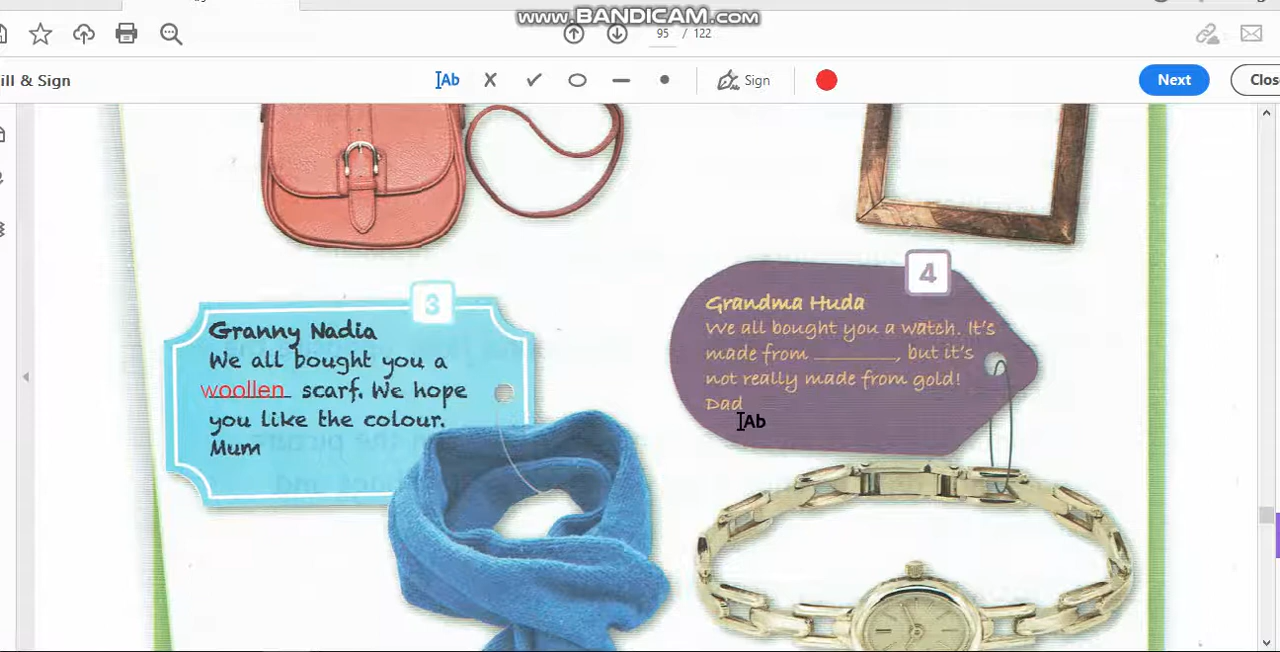 www.BANDICAM.com
95 / 122
ill & Sign
Ab
Sign
Next
Clos
3
Granny Nadia
We all bought you a
woollen scarf. We hope
you like the colour.
Mum
4
Grandma Huda
We all bought you a watch. It's
made from ________, but it's
not really made from gold!
Dad
Ab